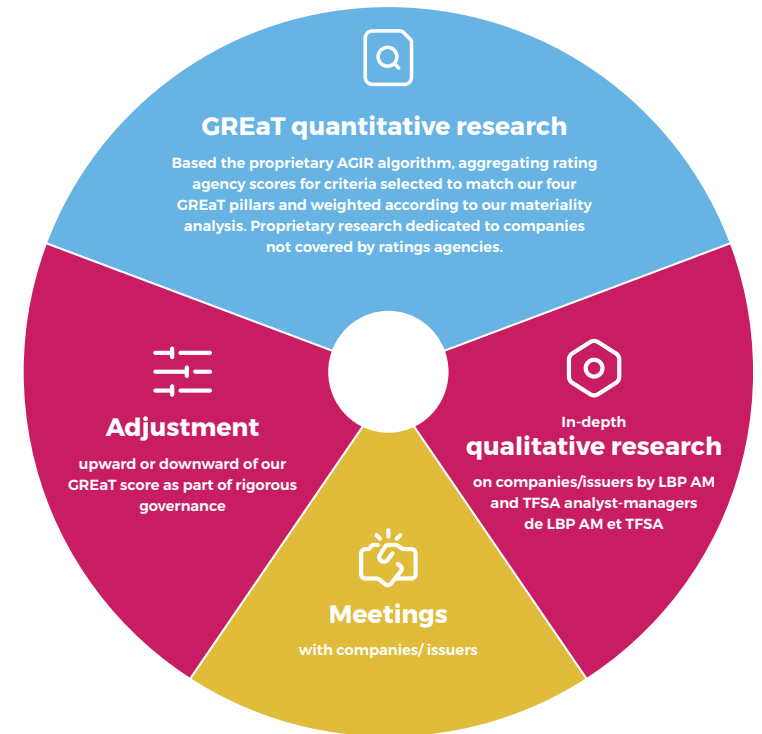 GREaT quantitative research
Based the proprietary AGIR algorithm, aggregating rating
agency scores for criteria selected to match our four
GREaT pillars and weighted according to our materiality
analysis. Proprietary research dedicated to companies
not covered by ratings agencies.
In-depth
qualitative research
on companies/issuers by LBP AM
and TFSA analyst-managers
de LBP AM et TFSA
Meetings
with companies/ issuers
Adjustment
upward or downward of our
GREaT score as part of rigorous
governance